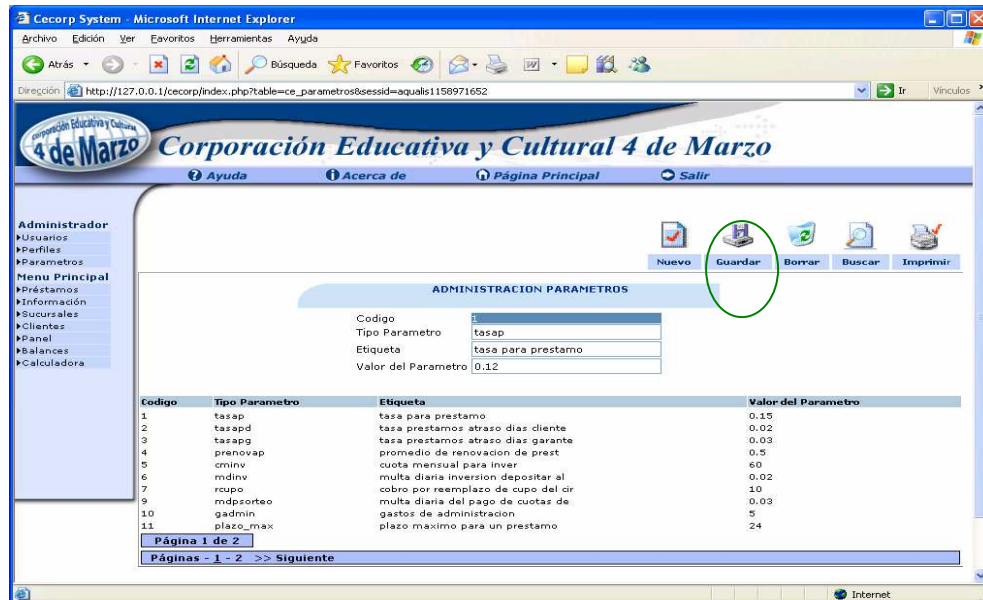 Cecorp System - Microsoft Internet Explorer
Archivo Edición Ver Favoritos Herramientas Ayuda
Atrás Búsqueda Favoritos
Dirección http://127.0.0.1/cecorp/index.php?table=ce_parametros&sessid=aqualis1158971652 Ir Vínculos
Corporación Educativa y Cultural
4 de Marzo
Corporación Educativa y Cultural 4 de Marzo
Ayuda Acerca de Página Principal Salir
Administrador
Usuarios
Perfiles
Parametros
Menu Principal
Préstamos
Información
Sucursales
Clientes
Panel
Balances
Calculadora
Nuevo Guardar Borrar Buscar Imprimir
ADMINISTRACION PARAMETROS
Codigo 1
Tipo Parametro tasap
Etiqueta tasa para prestamo
Valor del Parametro 0.12
Codigo Tipo Parametro Etiqueta Valor del Parametro
1 tasap tasa para prestamo 0.15
2 tasapd tasa prestamos atraso dias cliente 0.02
3 tasapg tasa prestamos atraso dias garante 0.03
4 prenovap promedio de renovacion de prest 0.5
5 cminv cuota mensual para inver 60
6 mdinv multa diaria inversion depositar al 0.02
7 rcupo cobro por reemplazo de cupo del cir 10
9 mdpsorteo multa diaria del pago de cuotas de 0.03
10 gadmin gastos de administracion 5
11 plazo_max plazo maximo para un prestamo 24
Página 1 de 2
Páginas - 1 - 2 >> Siguiente
Internet